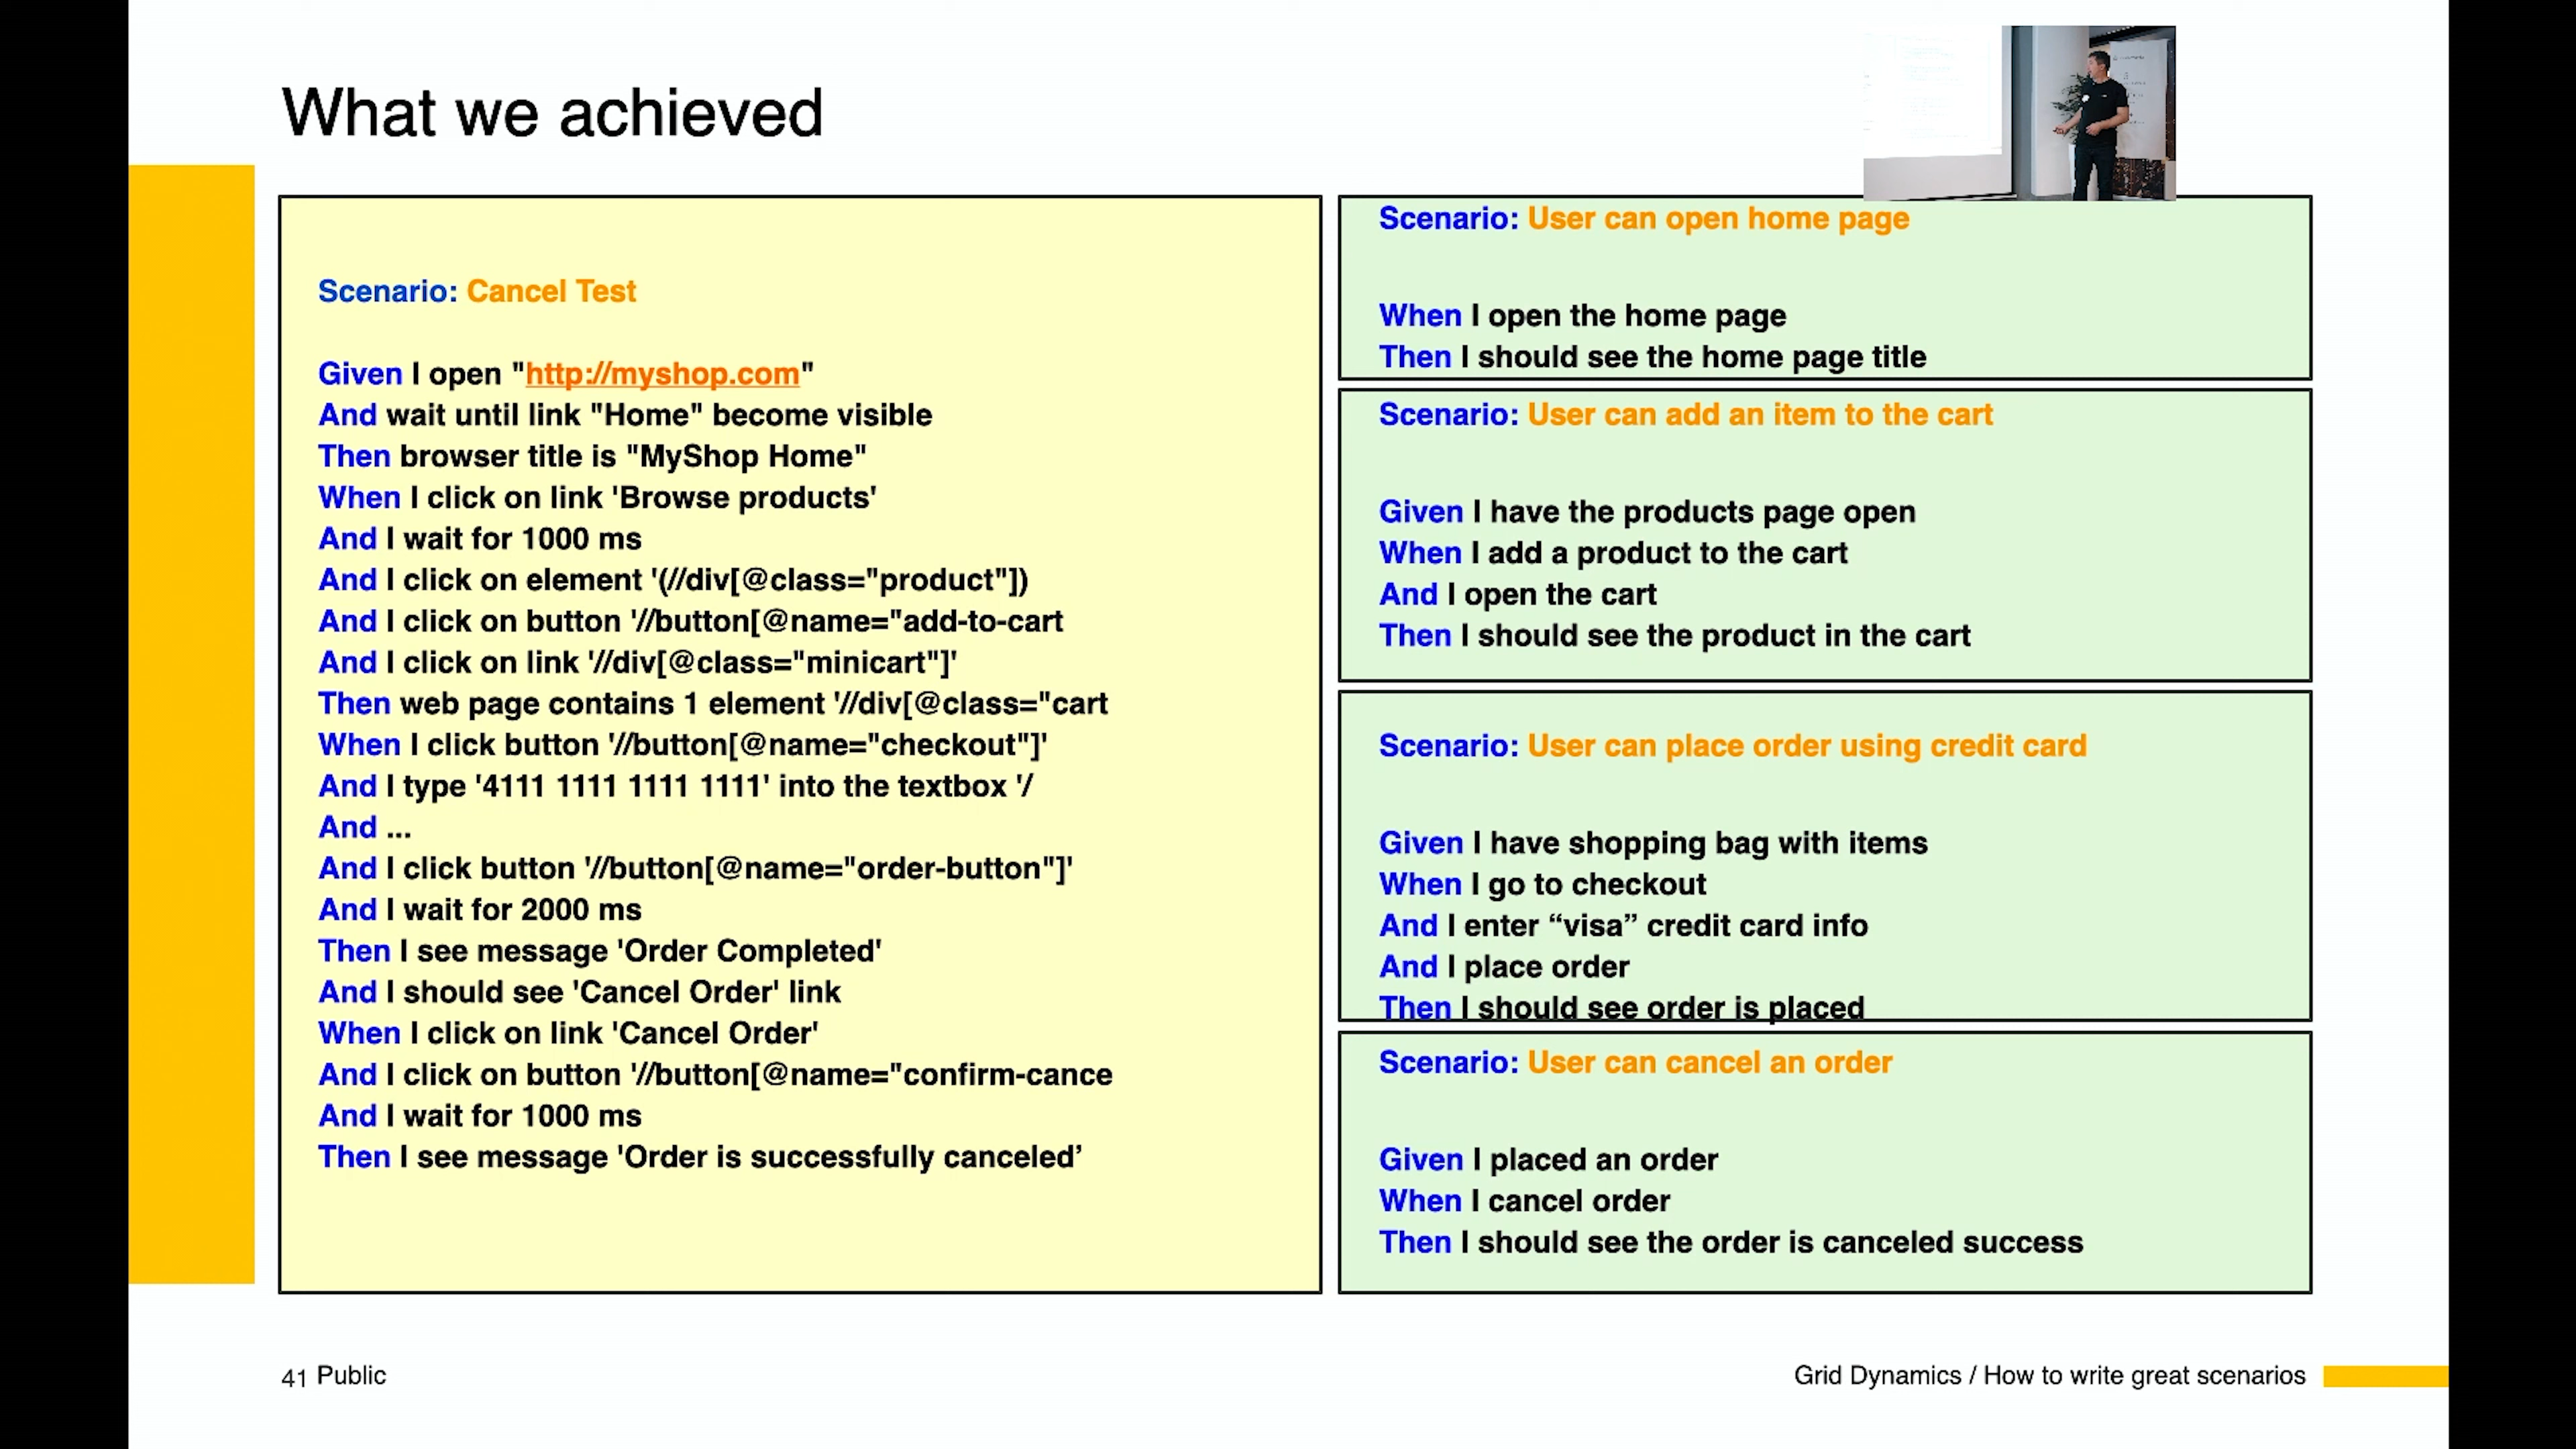 What we achieved
Scenario: Cancel Test
Given I open "http://myshop.com"
And wait until link "Home" become visible
Then browser title is "MyShop Home"
When I click on link 'Browse products'
And I wait for 1000 ms
And I click on element '(//div[@class="product"])
And I click on button '//button[@name="add-to-cart
And I click on link '//div[@class="minicart"]'
Then web page contains 1 element '//div[@class="cart
When I click button '//button[@name="checkout"]'
And I type '4111 1111 1111 1111' into the textbox '/
And ...
And I click button '//button[@name="order-button"]'
And I wait for 2000 ms
Then I see message 'Order Completed'
And I should see 'Cancel Order' link
When I click on link 'Cancel Order'
And I click on button '//button[@name="confirm-cance
And I wait for 1000 ms
Then I see message 'Order is successfully canceled’
Scenario: User can open home page
When I open the home page
Then I should see the home page title
Scenario: User can add an item to the cart
Given I have the products page open
When I add a product to the cart
And I open the cart
Then I should see the product in the cart
Scenario: User can place order using credit card
Given I have shopping bag with items
When I go to checkout
And I enter “visa” credit card info
And I place order
Then I should see order is placed
Scenario: User can cancel an order
Given I placed an order
When I cancel order
Then I should see the order is canceled success
41 Public
Grid Dynamics / How to write great scenarios